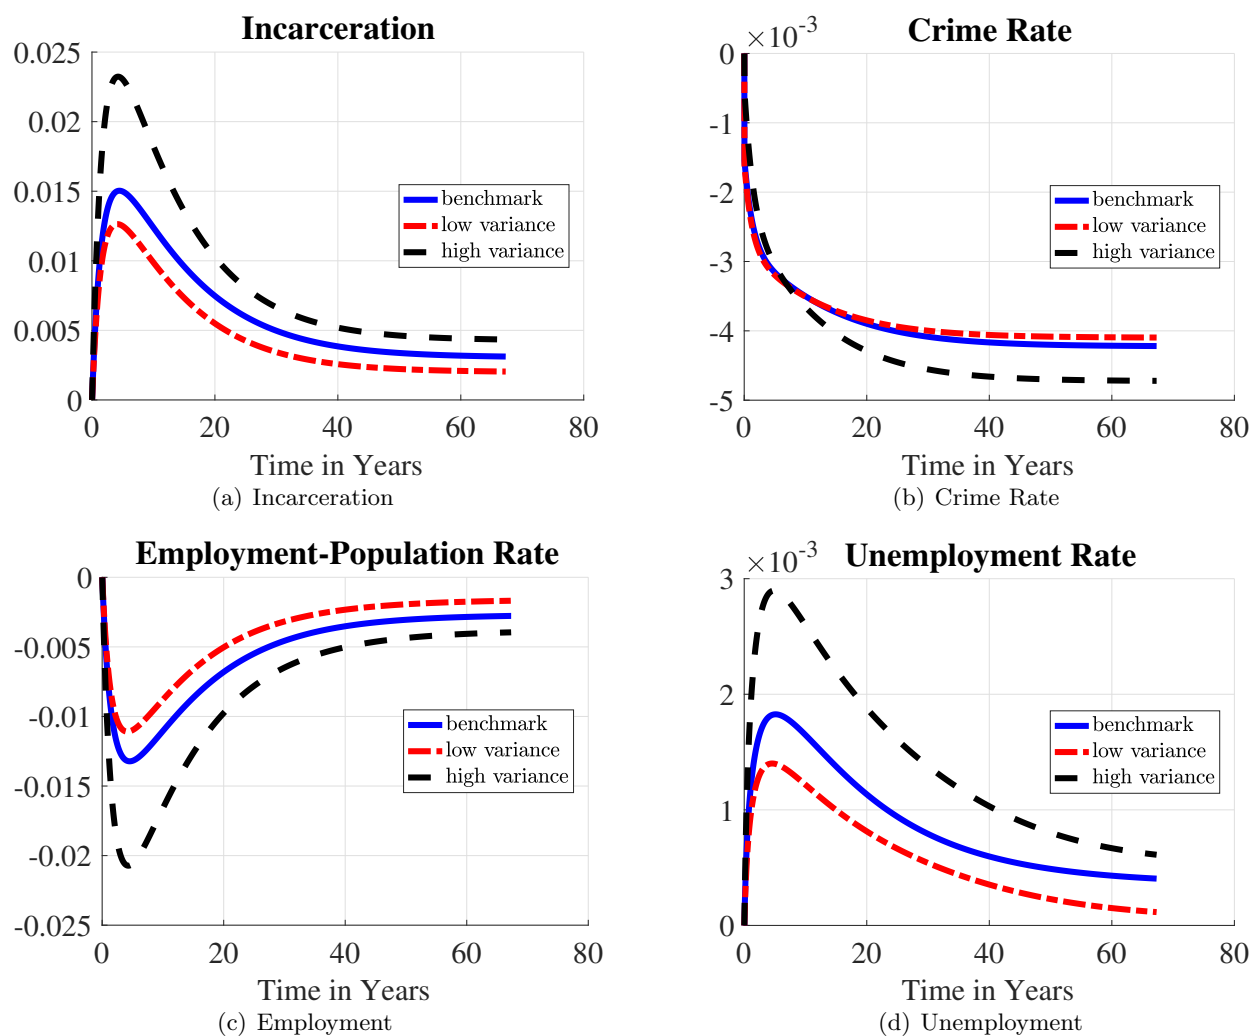 Incarceration
0.025
0.02
0.015
0.01
0.005
0
0 20 40 60 80
benchmark
low variance
high variance
Time in Years
(a) Incarceration
×10-3
Crime Rate
0
-1
-2
-3
-4
-5
0 20 40 60 80
benchmark
low variance
high variance
Time in Years
(b) Crime Rate
Employment-Population Rate
0
-0.005
-0.01
-0.015
-0.02
-0.025
0 20 40 60 80
benchmark
low variance
high variance
Time in Years
(c) Employment
×10-3
Unemployment Rate
3
2
1
0
0 20 40 60 80
benchmark
low variance
high variance
Time in Years
(d) Unemployment